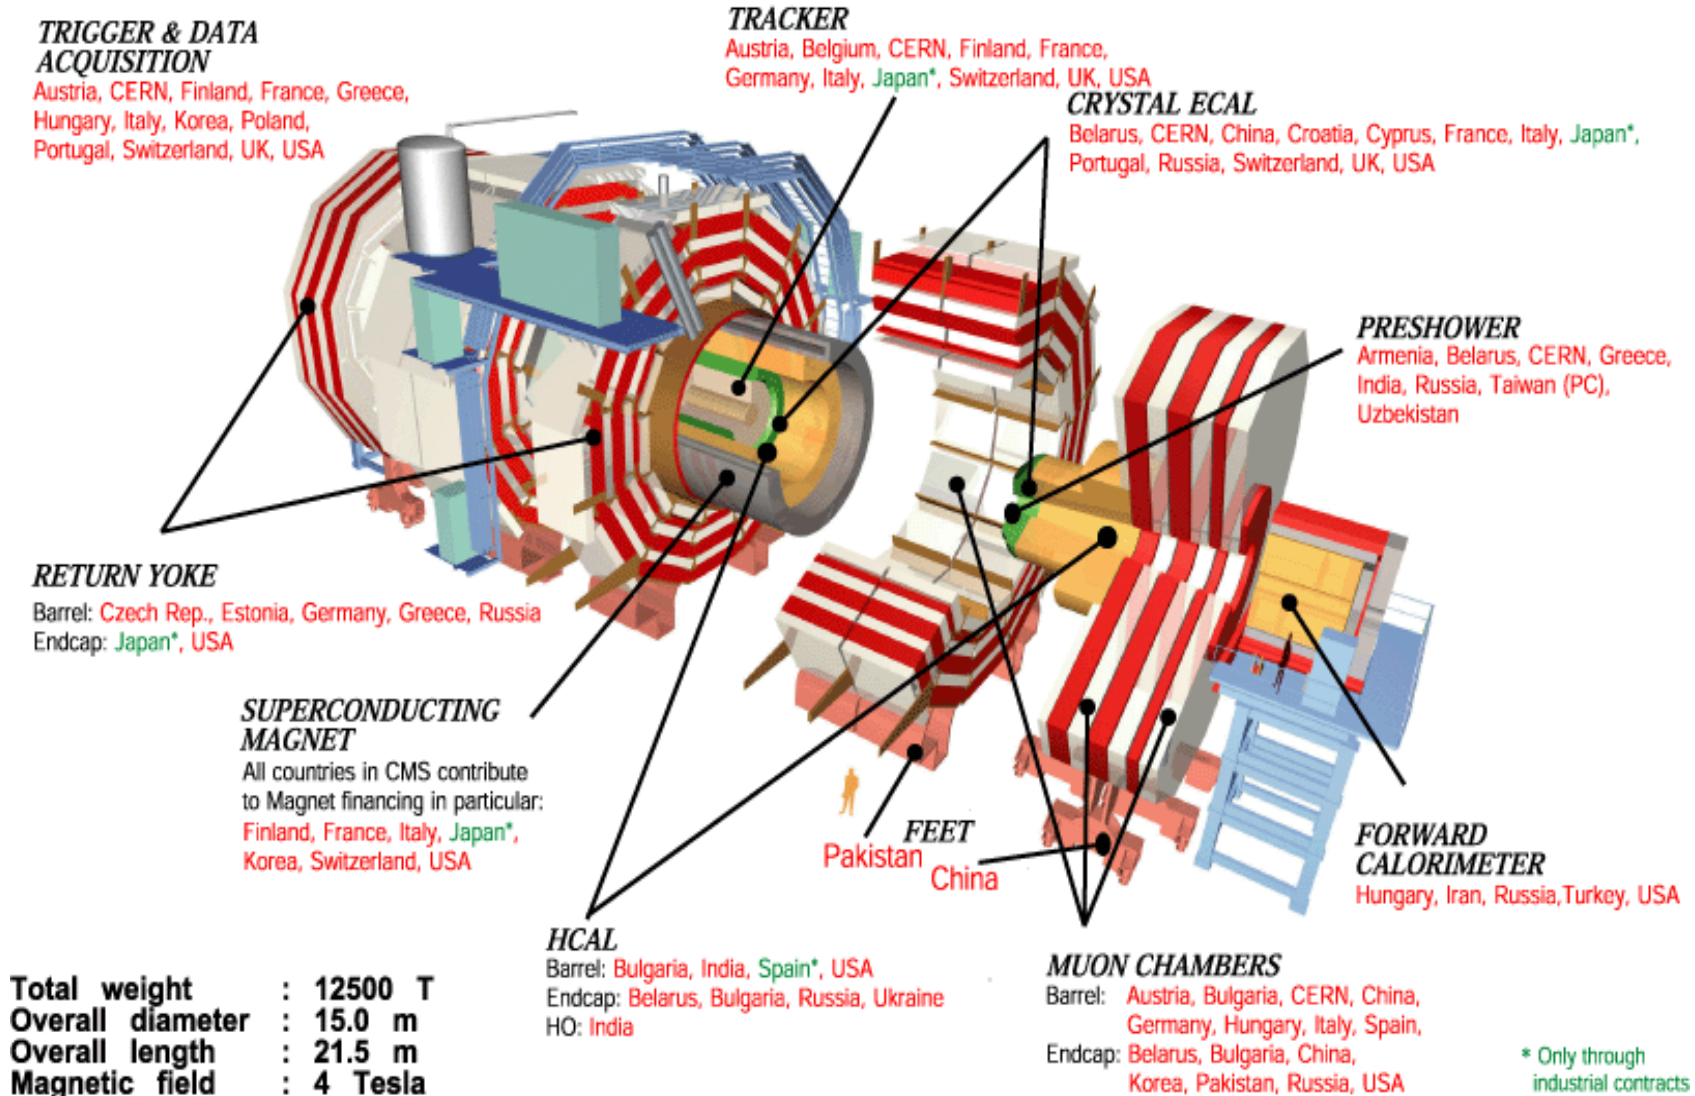 TRIGGER & DATA
ACQUISITION
Austria, CERN, Finland, France, Greece,
Hungary, Italy, Korea, Poland,
Portugal, Switzerland, UK, USA
TRACKER
Austria, Belgium, CERN, Finland, France,
Germany, Italy, Japan*, Switzerland, UK, USA
CRYSTAL ECAL
Belarus, CERN, China, Croatia, Cyprus, France, Italy, Japan*,
Portugal, Russia, Switzerland, UK, USA
PRESHOWER
Armenia, Belarus, CERN, Greece,
India, Russia, Taiwan (PC),
Uzbekistan
RETURN YOKE
Barrel: Czech Rep., Estonia, Germany, Greece, Russia
Endcap: Japan*, USA
SUPERCONDUCTING
MAGNET
All countries in CMS contribute
to Magnet financing in particular:
Finland, France, Italy, Japan*,
Korea, Switzerland, USA
FEET
Pakistan
China
FORWARD
CALORIMETER
Hungary, Iran, Russia,Turkey, USA
HCAL
Barrel: Bulgaria, India, Spain*, USA
Endcap: Belarus, Bulgaria, Russia, Ukraine
HO: India
MUON CHAMBERS
Barrel: Austria, Bulgaria, CERN, China,
Germany, Hungary, Italy, Spain,
Endcap: Belarus, Bulgaria, China,
Korea, Pakistan, Russia, USA
Total weight : 12500 T
Overall diameter : 15.0 m
Overall length : 21.5 m
Magnetic field : 4 Tesla
* Only through
industrial contracts